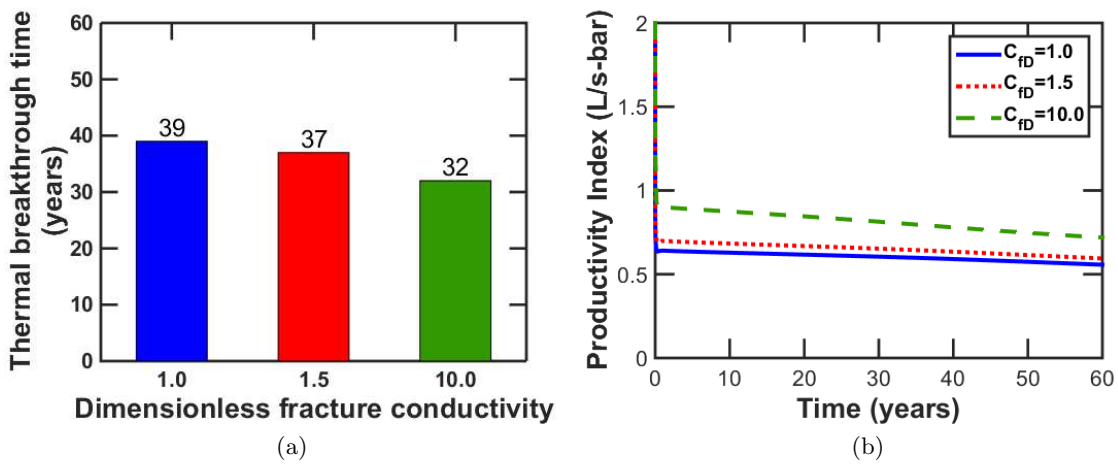 Thermal breakthrough time
(years)
60
50
40
30
20
10
0
39
37
32
1.0
1.5
10.0
Dimensionless fracture conductivity
(a)
Productivity Index (L/s-bar)
2
1.5
1
0.5
0
C_fD=1.0
C_fD=1.5
C_fD=10.0
0
10
20
30
40
50
60
Time (years)
(b)